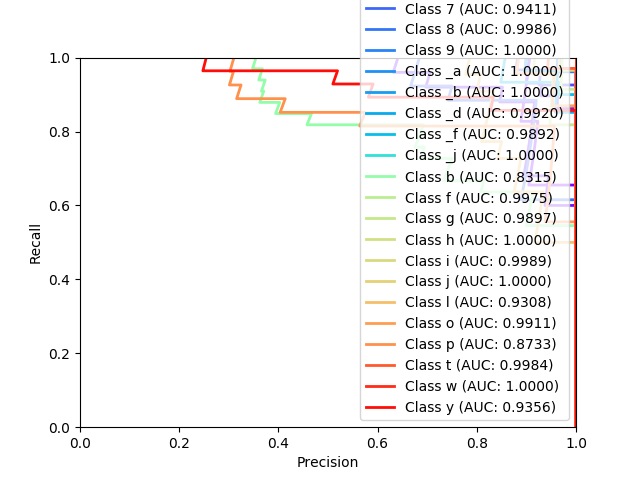 Class 7 (AUC: 0.9411)
Class 8 (AUC: 0.9986)
Class 9 (AUC: 1.0000)
Class _a (AUC: 1.0000)
Class _b (AUC: 1.0000)
Class _d (AUC: 0.9920)
Class _f (AUC: 0.9892)
Class _j (AUC: 1.0000)
Class b (AUC: 0.8315)
Class f (AUC: 0.9975)
Class g (AUC: 0.9897)
Class h (AUC: 1.0000)
Class i (AUC: 0.9989)
Class j (AUC: 1.0000)
Class l (AUC: 0.9308)
Class o (AUC: 0.9911)
Class p (AUC: 0.8733)
Class t (AUC: 0.9984)
Class w (AUC: 1.0000)
Class y (AUC: 0.9356)
1.0
0.8
0.6
0.4
0.2
0.0
Recall
0.0 0.2 0.4 0.6 0.8 1.0
Precision